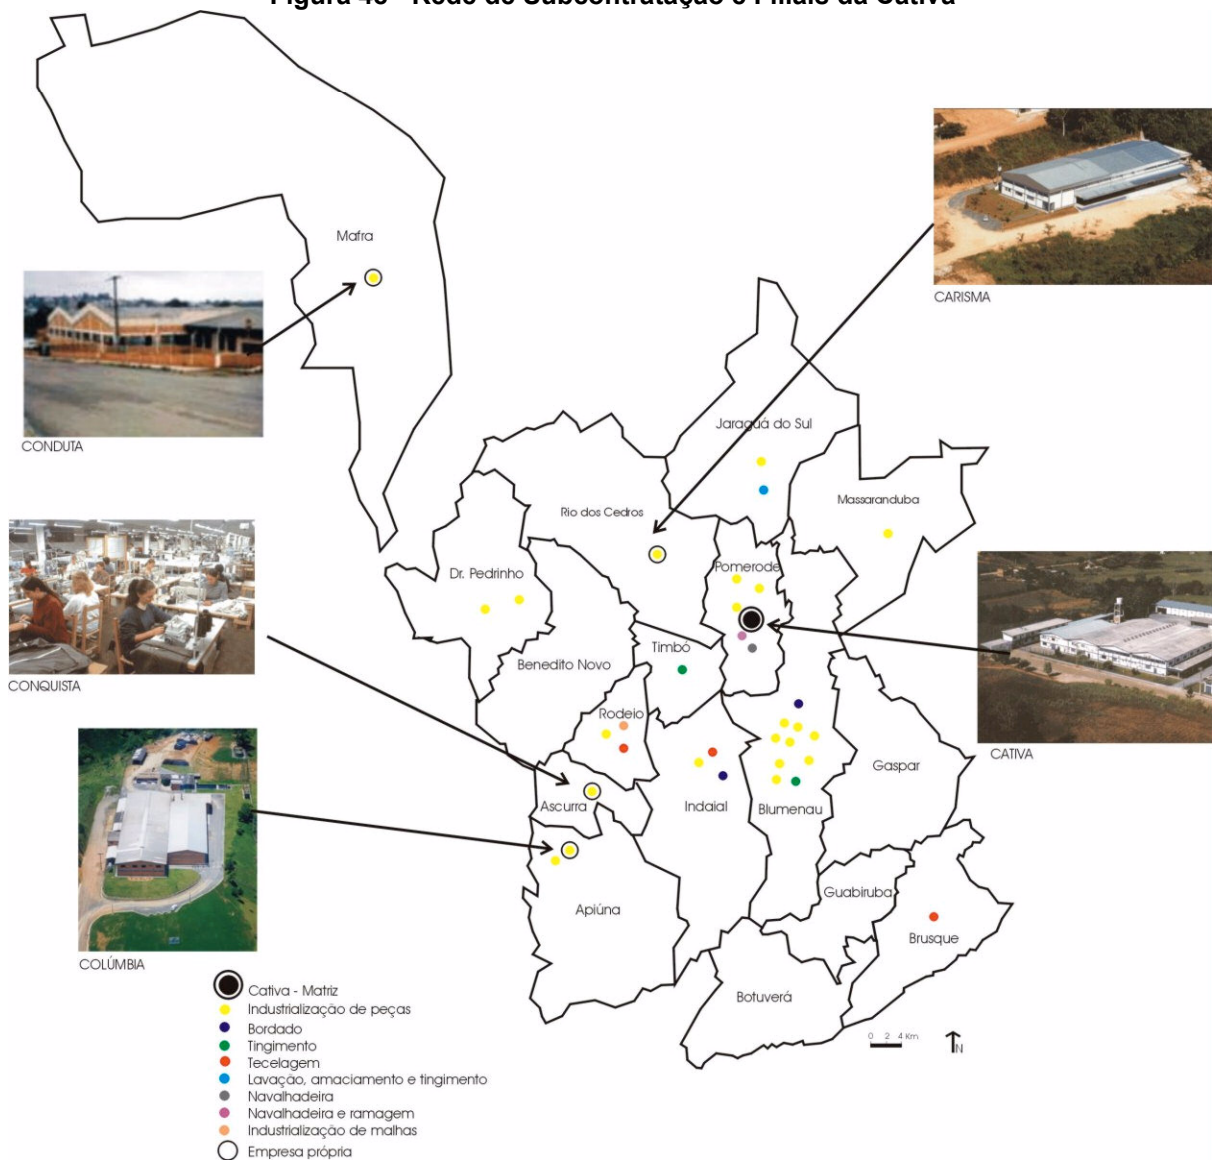 Figura 48 - Rede de Subcontratação e Filiais da Cativa
Mafra
CARISMA
CONDUTA
Jaraguá do Sul
Massaranduba
Rio dos Cedros
Pomerode
Dr. Pedrinho
Timbó
Benedito Novo
CONQUISTA
Rodeio
CATIVA
Gaspar
Ascurra
Indaial
Blumenau
Guabiruba
Apiúna
Brusque
COLÚMBIA
Botuverá
Cativa - Matriz
Industrialização de peças
Bordado
Tingimento
Tecelagem
Lavação, amaciamento e tingimento
Navalhadeira
Navalhadeira e ramagem
Industrialização de malhas
Empresa própria
0 2 4 Km
N